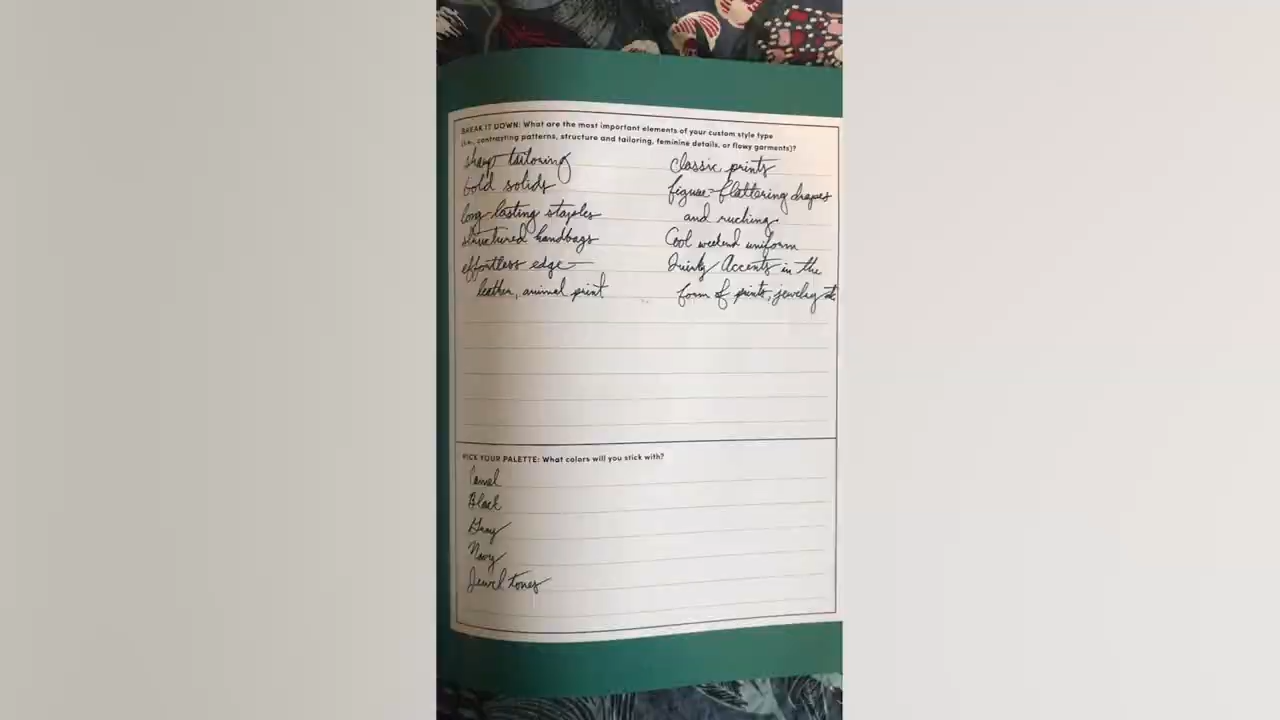 BREAK IT DOWN: What are the most important elements of your custom style type
(i.e., contrasting patterns, structure and tailoring, feminine details, or flowy garments)?
sharp tailoring
bold solids
long-lasting staples
structured handbags
effortless edge—
leather, animal print
classic prints
figure-flattering drapes
and ruching
Cool weekend uniform
Quirky Accents in the
form of prints, jewelry etc
PICK YOUR PALETTE: What colors will you stick with?
Camel
Black
Gray
Navy
Jewel tones